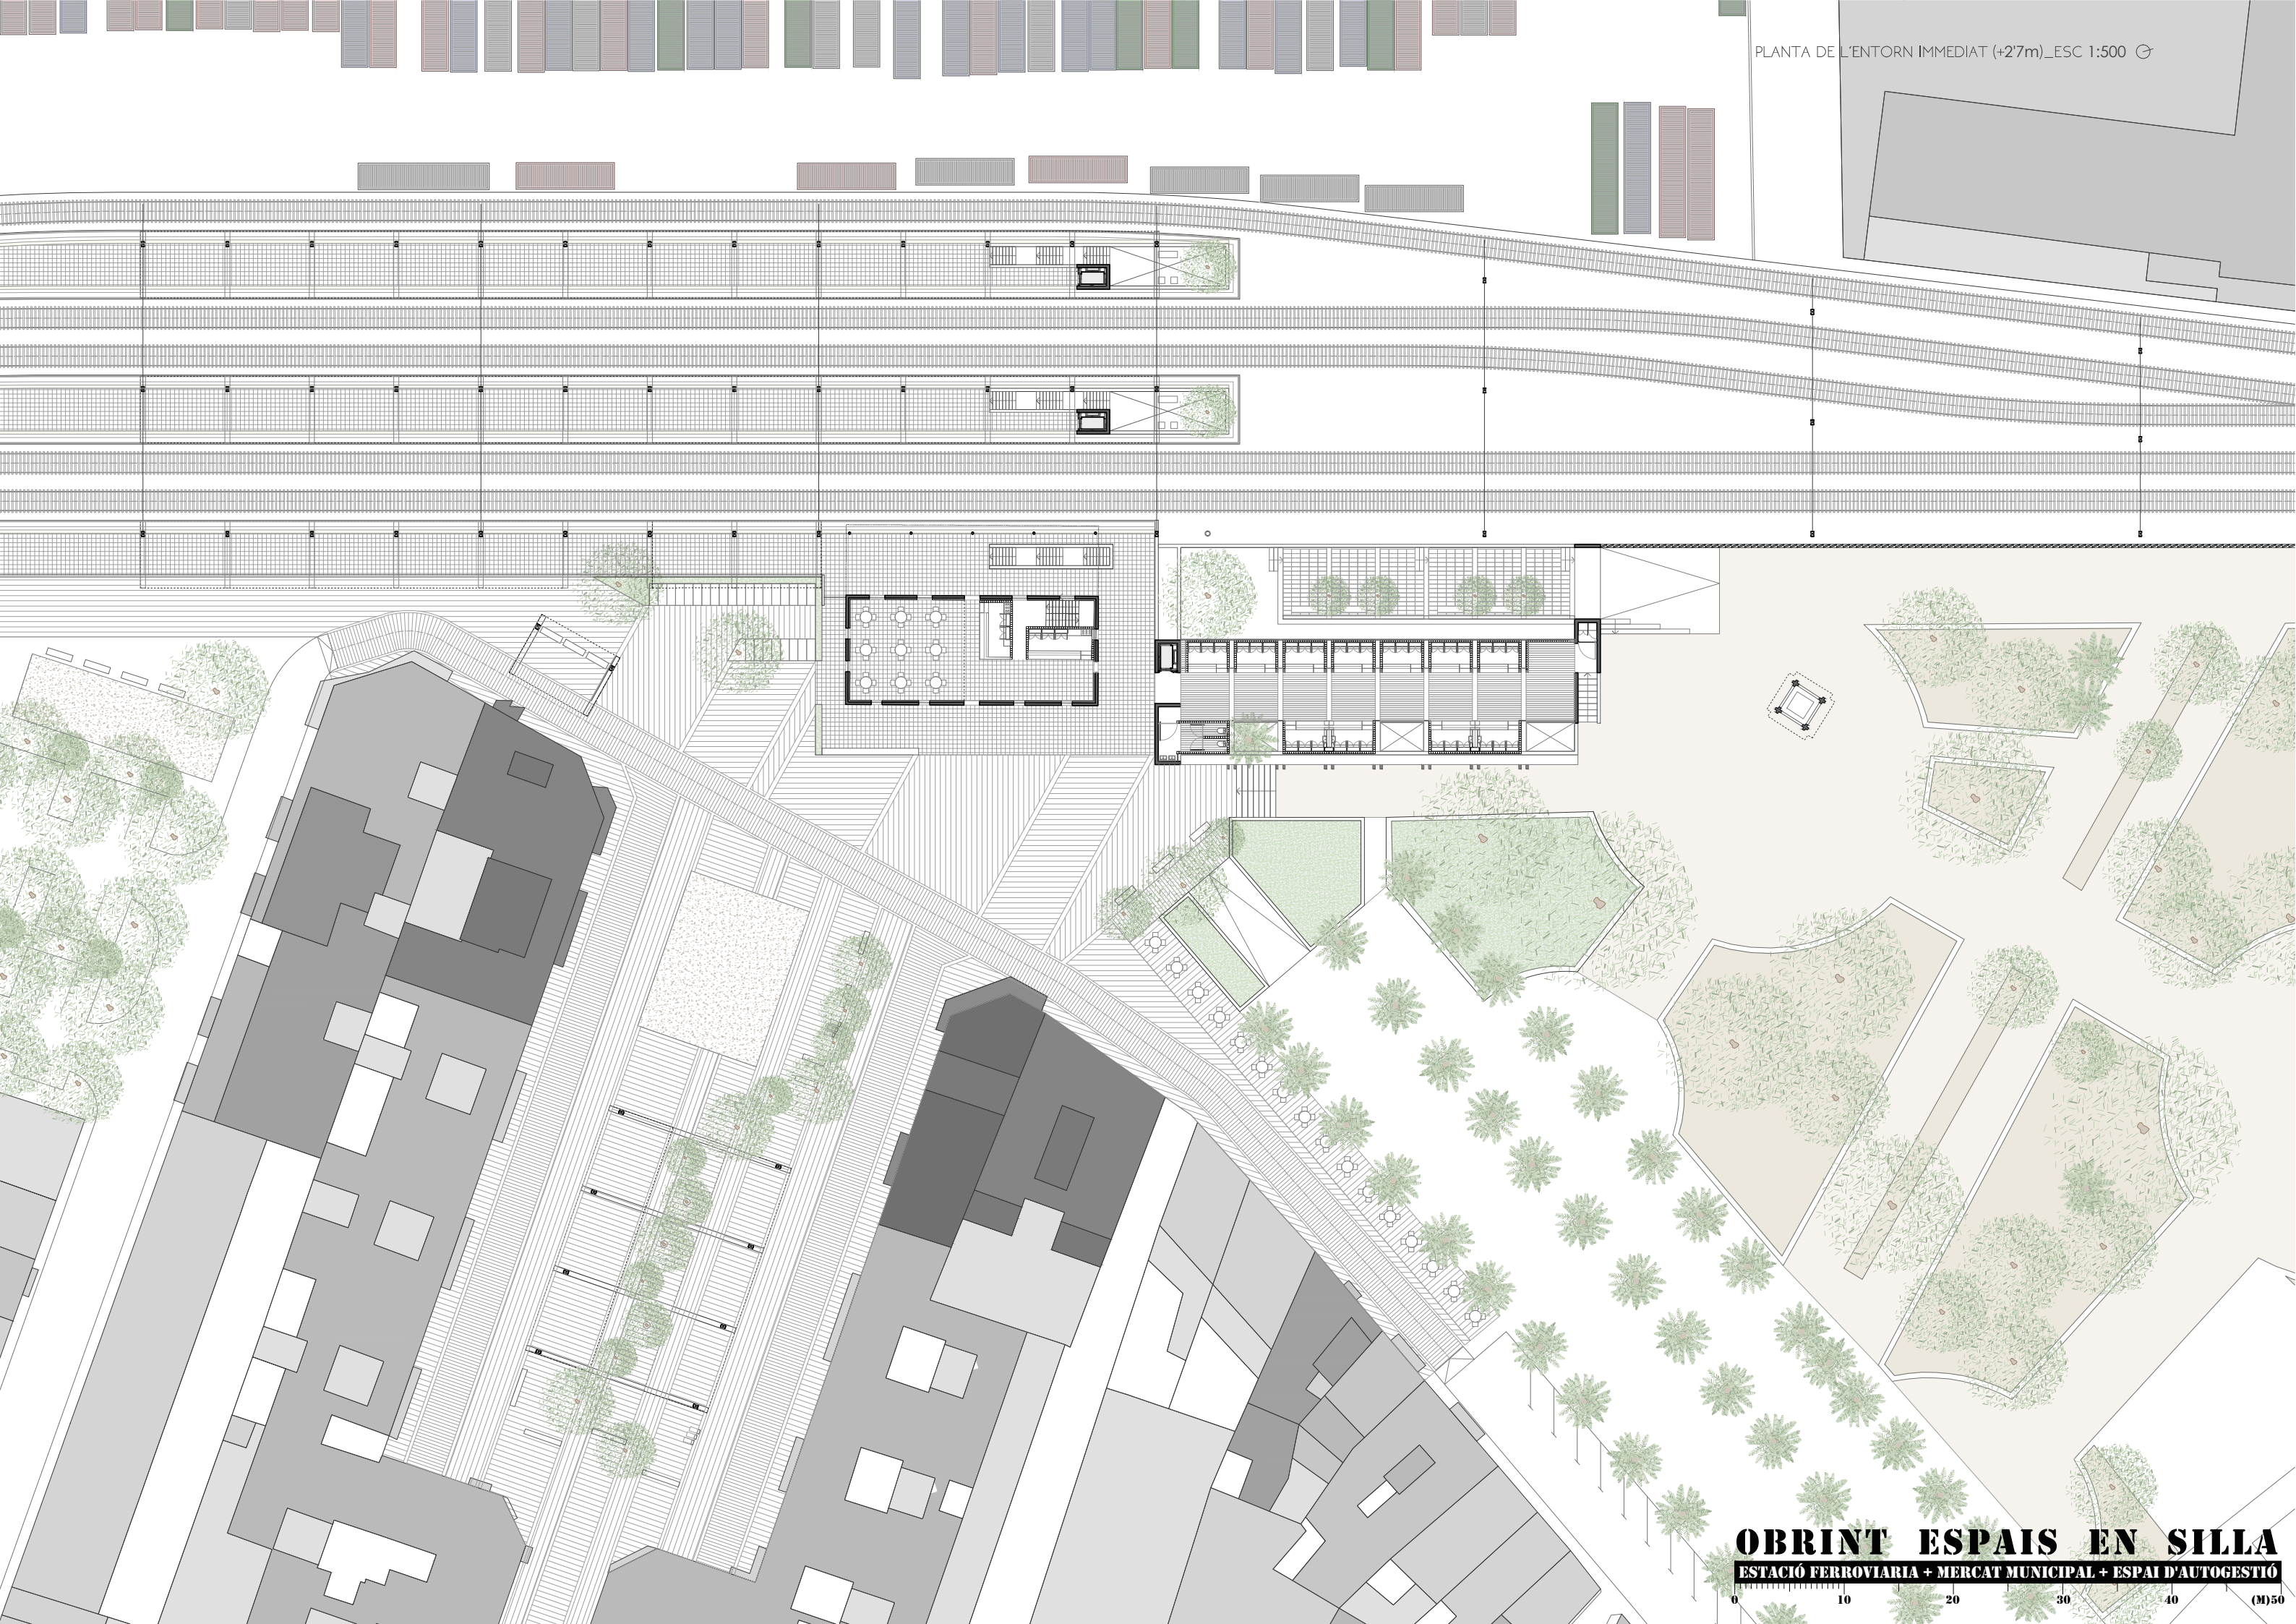 PLANTA DE L'ENTORN IMMEDIAT (+2'7m)_ESC 1:500
OBRINT ESPAIS EN SILLA
ESTACIÓ FERROVIARIA + MERCAT MUNICIPAL + ESPAI D'AUTOGESTIÓ
0 10 20 30 40 (M)50